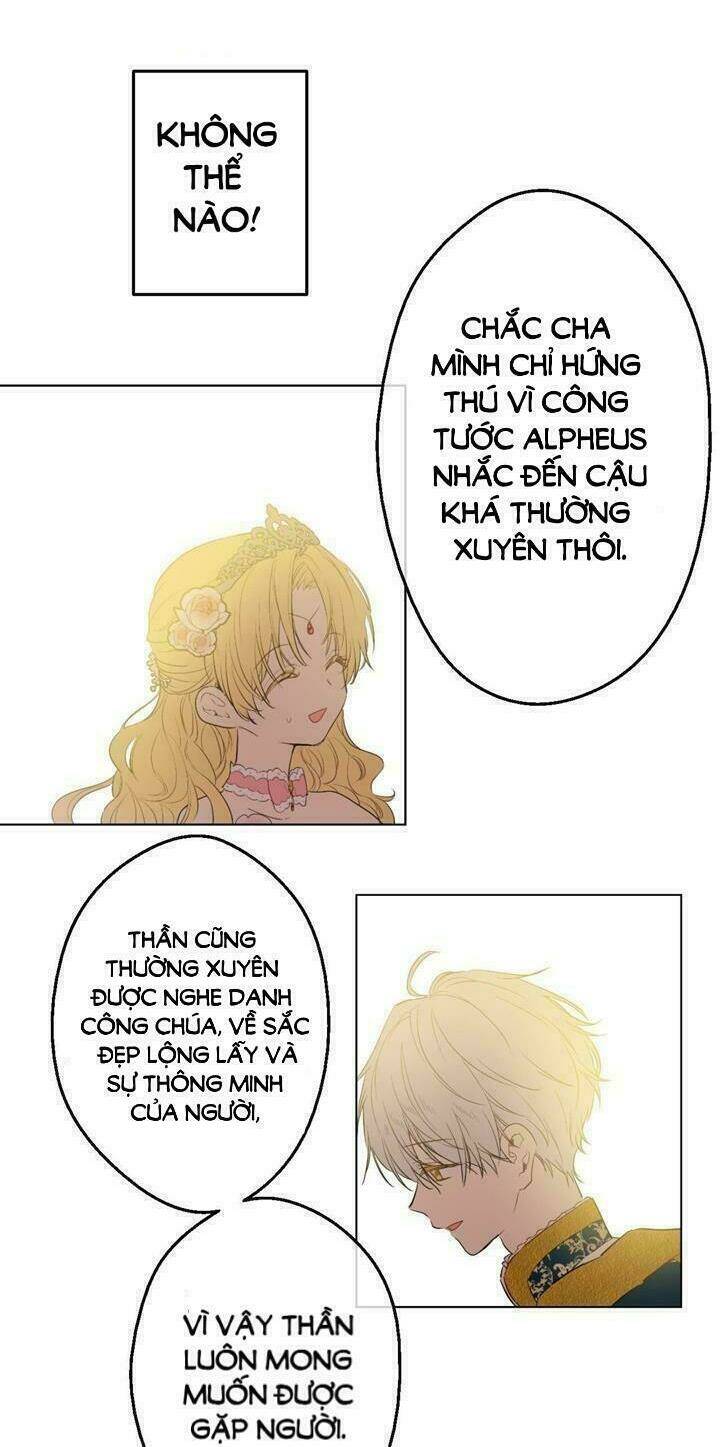 KHÔNG
THỂ
NÀO!
CHẮC CHA
MÌNH CHỈ HỨNG
THÚ VÌ CÔNG
TƯỚC ALPHEUS
NHẮC ĐẾN CẬU
KHÁ THƯỜNG
XUYÊN THÔI.
THẦN CŨNG
THƯỜNG XUYÊN
ĐƯỢC NGHE DANH
CÔNG CHÚA, VỀ SẮC
ĐẸP LỘNG LẪY VÀ
SỰ THÔNG MINH
CỦA NGƯỜI,
VÌ VẬY THẦN
LUÔN MONG
MUỐN ĐƯỢC
GẶP NGƯỜI.